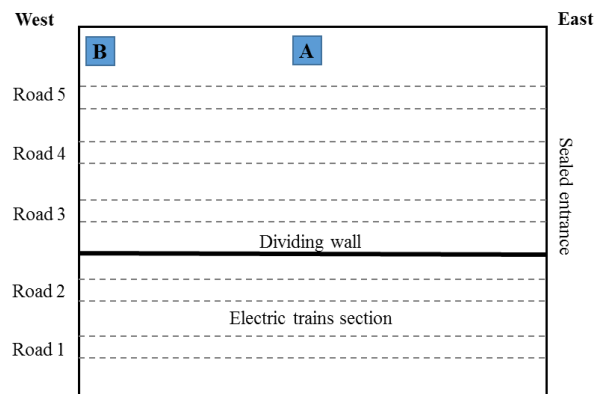 West
East
B
A
Road 5
Road 4
Sealed entrance
Road 3
Dividing wall
Road 2
Electric trains section
Road 1